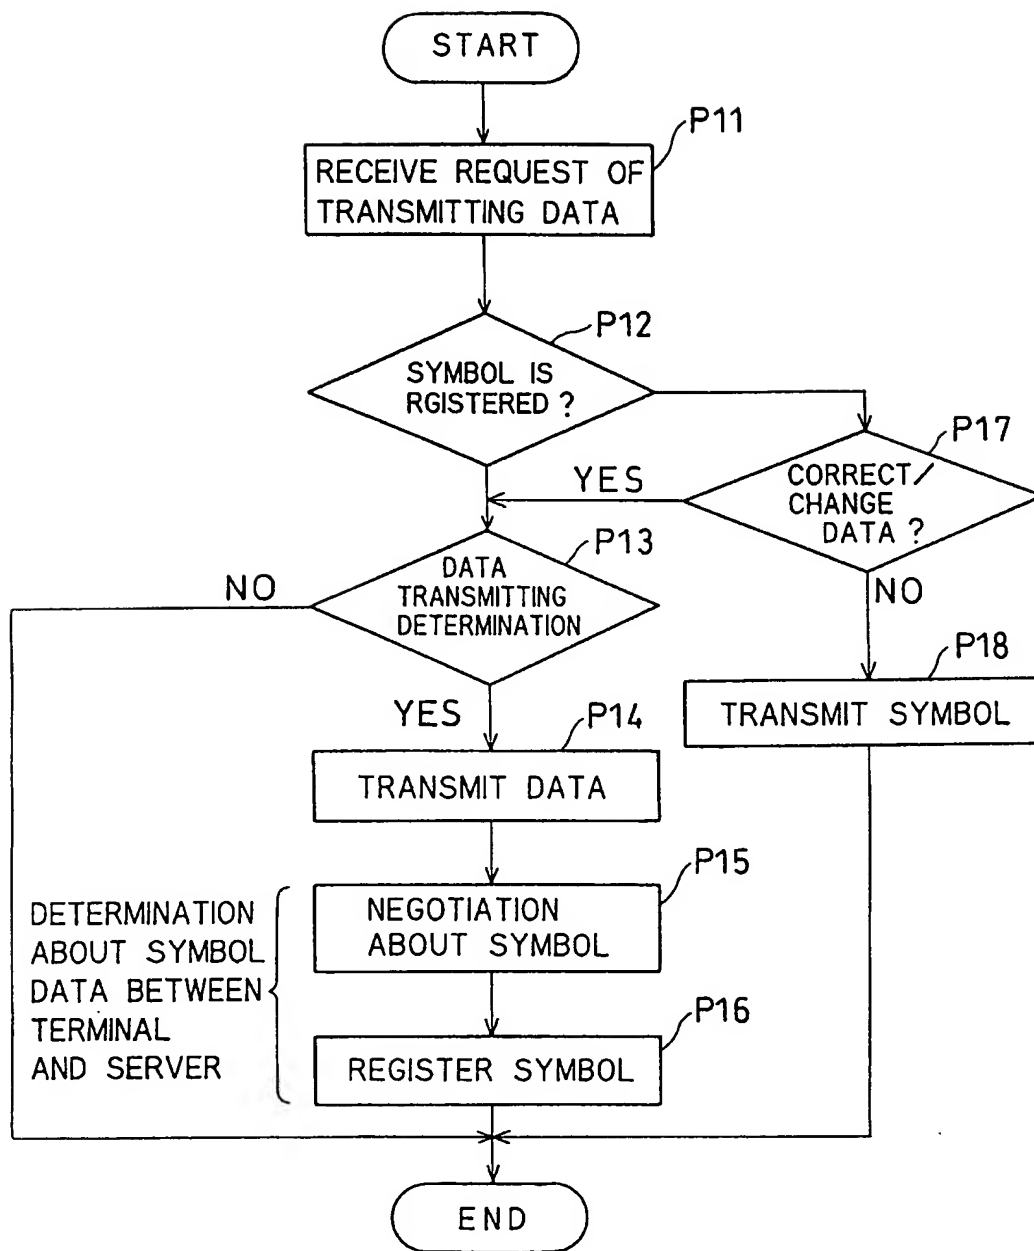 START
P11
RECEIVE REQUEST OF
TRANSMITTING DATA
P12
SYMBOL IS
RGISTERED ?
P17
CORRECT/
CHANGE
DATA ?
YES
P13
DATA
TRANSMITTING
DETERMINATION
NO
NO
P18
TRANSMIT SYMBOL
YES
P14
TRANSMIT DATA
P15
NEGOTIATION
ABOUT SYMBOL
DETERMINATION
ABOUT SYMBOL
DATA BETWEEN
TERMINAL
AND SERVER
P16
REGISTER SYMBOL
END